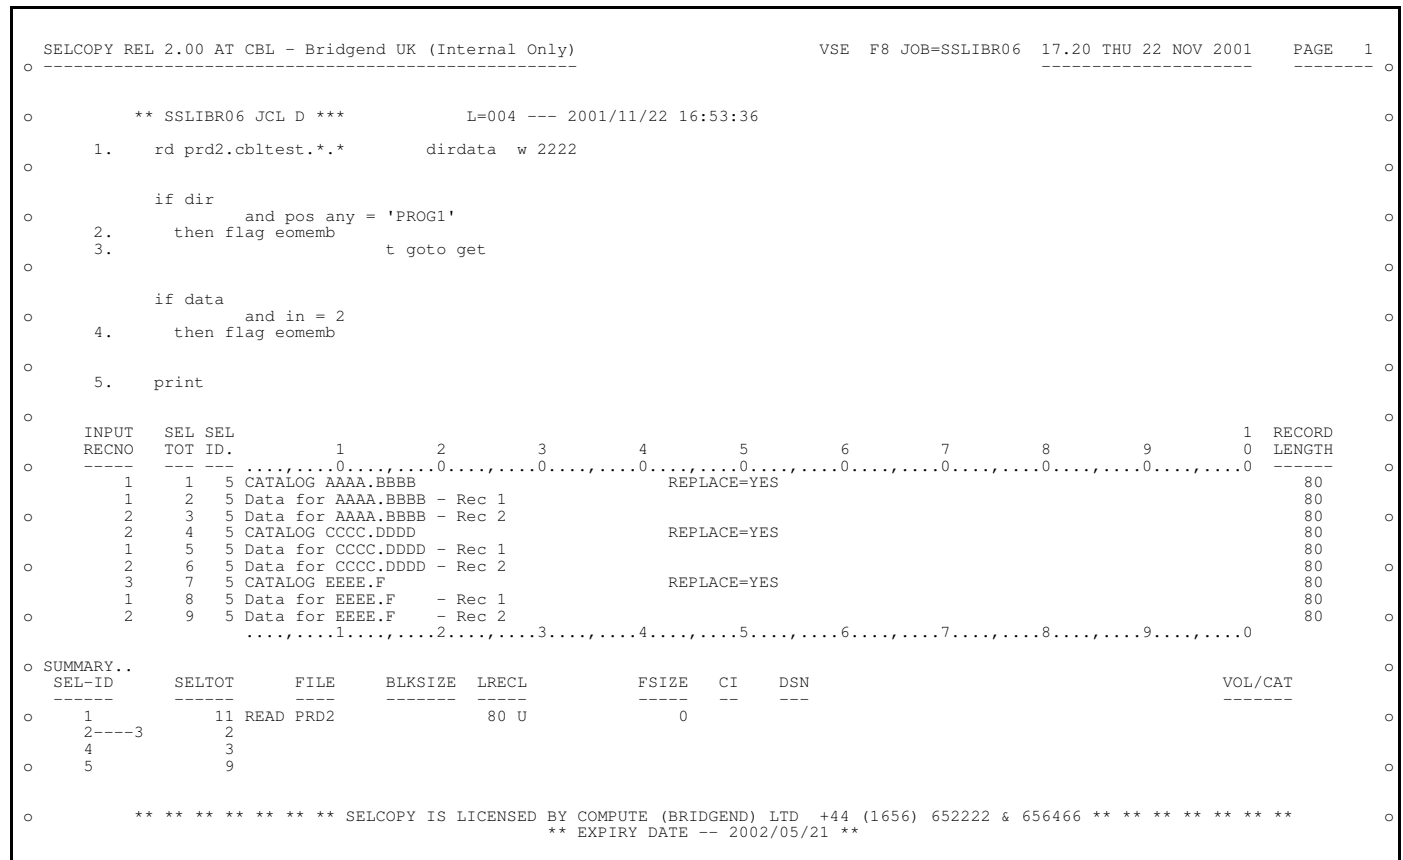 SELCOPY REL 2.00 AT CBL - Bridgend UK (Internal Only) VSE F8 JOB=SSLIBR06 17.20 THU 22 NOV 2001 PAGE 1
o ----------------------------------------------------- --------------------- -------- o
o ** SSLIBR06 JCL D *** L=004 --- 2001/11/22 16:53:36 o
1. rd prd2.cbltest.*.* dirdata w 2222
o o
if dir
o and pos any = 'PROG1' o
2. then flag eomemb
3. t goto get
o o
if data
o and in = 2 o
4. then flag eomemb
o o
5. print
o o
INPUT SEL SEL 1 RECORD
RECNO TOT ID. 1 2 3 4 5 6 7 8 9 0 LENGTH
o ----- --- --- ....,....0....,....0....,....0....,....0....,....0....,....0....,....0....,....0....,....0....,....0 ------ o
1 1 5 CATALOG AAAA.BBBB REPLACE=YES 80
1 2 5 Data for AAAA.BBBB - Rec 1 80
o 2 3 5 Data for AAAA.BBBB - Rec 2 80 o
2 4 5 CATALOG CCCC.DDDD REPLACE=YES 80
1 5 5 Data for CCCC.DDDD - Rec 1 80
o 2 6 5 Data for CCCC.DDDD - Rec 2 80 o
3 7 5 CATALOG EEEE.F REPLACE=YES 80
1 8 5 Data for EEEE.F - Rec 1 80
o 2 9 5 Data for EEEE.F - Rec 2 80 o
....,....1....,....2....,....3....,....4....,....5....,....6....,....7....,....8....,....9....,....0
o SUMMARY.. o
SEL-ID SELTOT FILE BLKSIZE LRECL FSIZE CI DSN VOL/CAT
------ ------ ---- ------- ----- ----- -- --- -------
o 1 11 READ PRD2 80 U 0 o
2----3 2
4 3
o 5 9 o
o ** ** ** ** ** ** ** SELCOPY IS LICENSED BY COMPUTE (BRIDGEND) LTD +44 (1656) 652222 & 656466 ** ** ** ** ** ** ** o
** EXPIRY DATE -- 2002/05/21 **